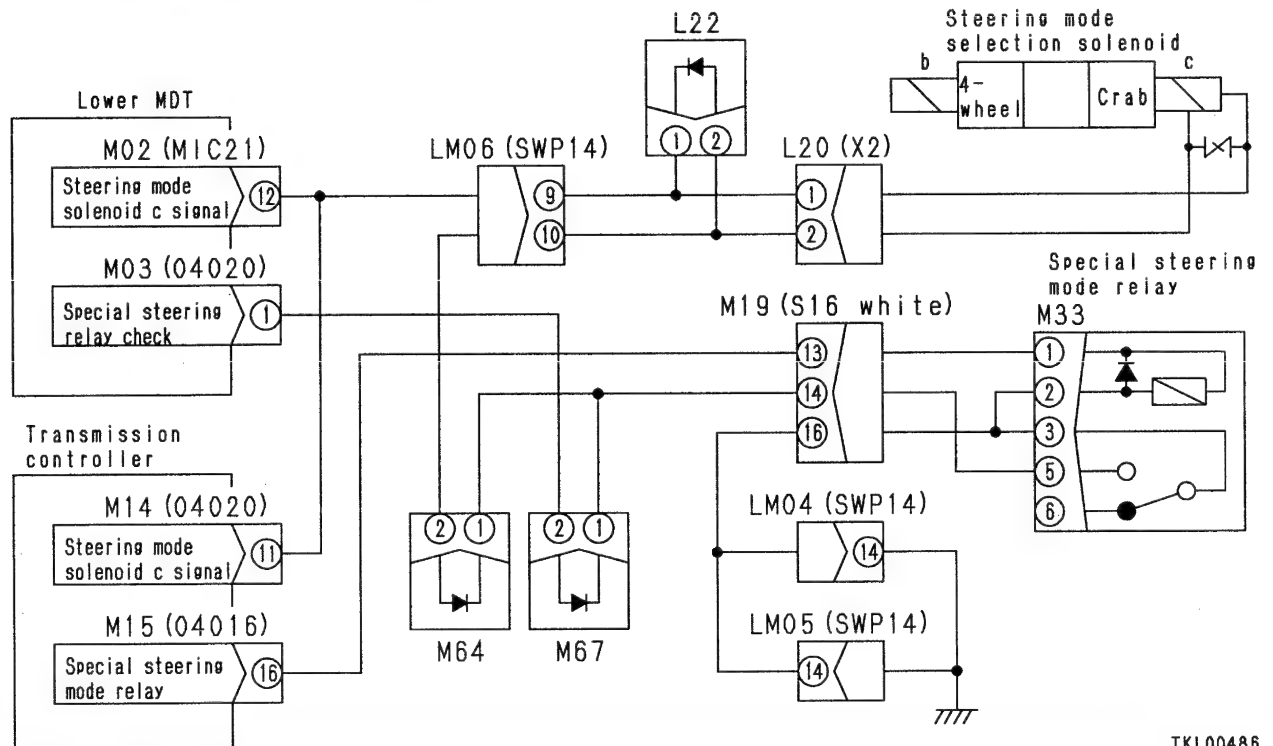 L22
Steering mode
selection solenoid
b
c
4-
wheel
Crab
Lower MDT
M02 (MIC21)
Steering mode
solenoid c signal
12
LM06 (SWP14)
9
10
1
2
L20 (X2)
1
2
M03 (04020)
Special steering
relay check
1
Special steering
mode relay
M19 (S16 white)
13
14
16
M33
1
2
3
5
6
Transmission
controller
M14 (04020)
Steering mode
solenoid c signal
11
2
1
M64
2
1
M67
LM04 (SWP14)
14
LM05 (SWP14)
14
M15 (04016)
Special steering
mode relay
16
TKL00486